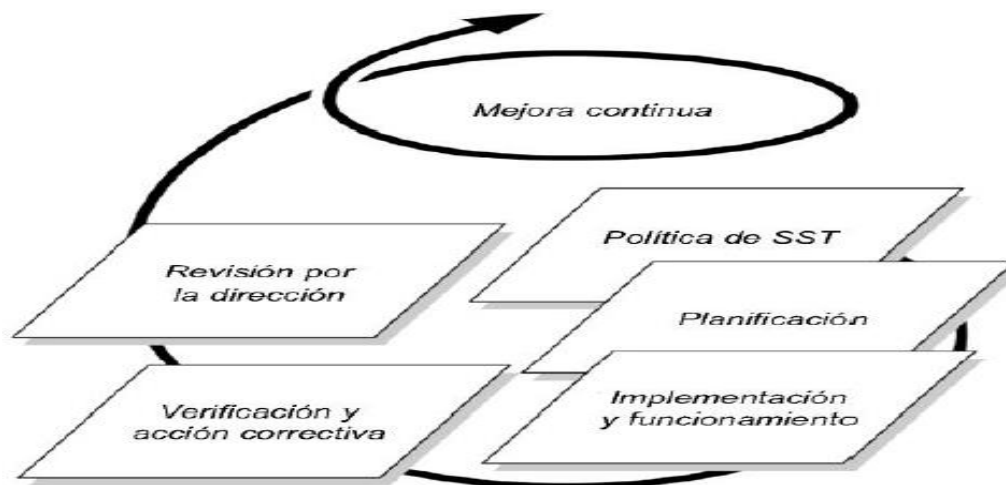 Mejora continua
Política de SST
Revisión por
la dirección
Planificación
Implementación
y funcionamiento
Verificación y
acción correctiva